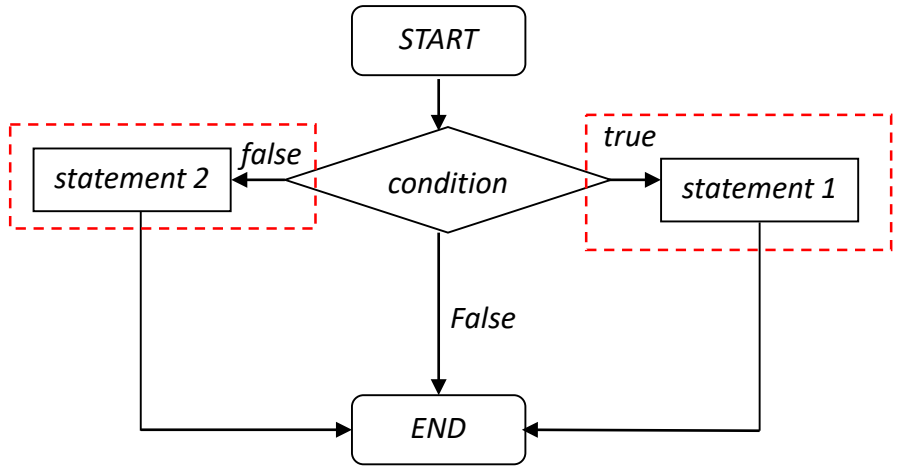 START
false
true
condition
statement 2
statement 1
False
END